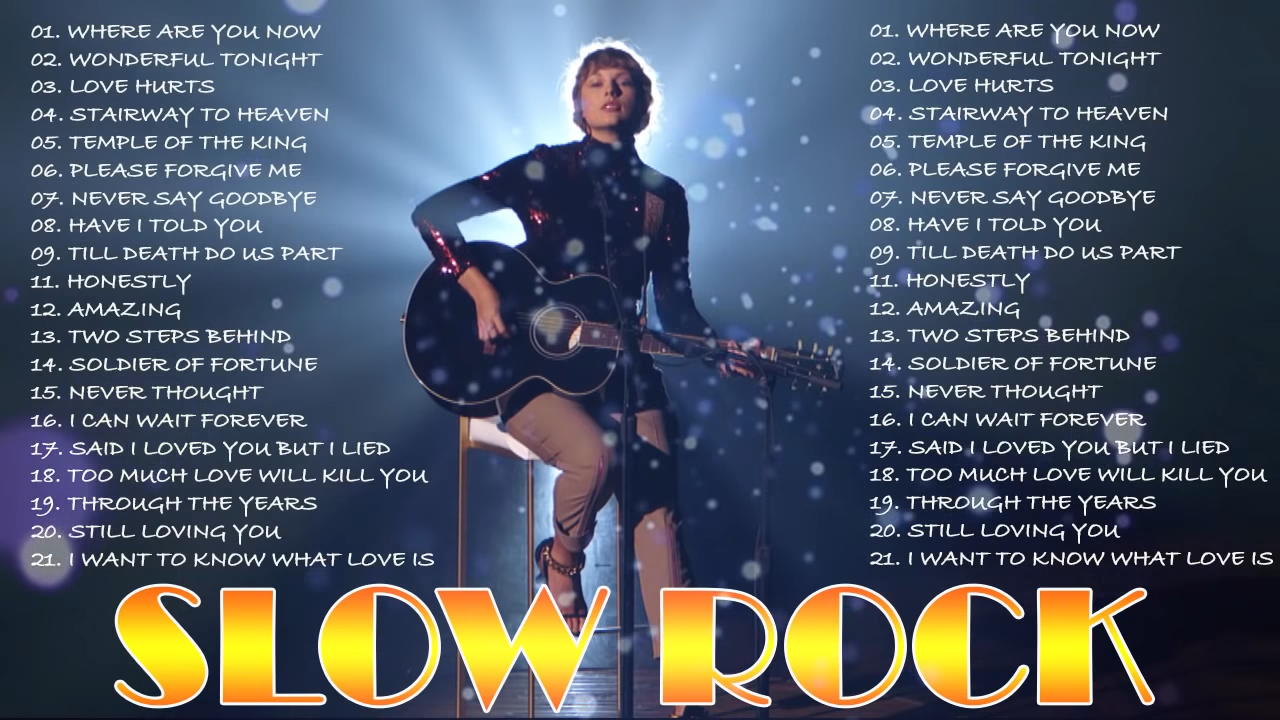 01. WHERE ARE YOU NOW
02. WONDERFUL TONIGHT
03. LOVE HURTS
04. STAIRWAY TO HEAVEN
05. TEMPLE OF THE KING
06. PLEASE FORGIVE ME
07. NEVER SAY GOODBYE
08. HAVE I TOLD YOU
09. TILL DEATH DO US PART
11. HONESTLY
12. AMAZING
13. TWO STEPS BEHIND
14. SOLDIER OF FORTUNE
15. NEVER THOUGHT
16. I CAN WAIT FOREVER
17. SAID I LOVED YOU BUT I LIED
18. TOO MUCH LOVE WILL KILL YOU
19. THROUGH THE YEARS
20. STILL LOVING YOU
21. I WANT TO KNOW WHAT LOVE IS
01. WHERE ARE YOU NOW
02. WONDERFUL TONIGHT
03. LOVE HURTS
04. STAIRWAY TO HEAVEN
05. TEMPLE OF THE KING
06. PLEASE FORGIVE ME
07. NEVER SAY GOODBYE
08. HAVE I TOLD YOU
09. TILL DEATH DO US PART
11. HONESTLY
12. AMAZING
13. TWO STEPS BEHIND
14. SOLDIER OF FORTUNE
15. NEVER THOUGHT
16. I CAN WAIT FOREVER
17. SAID I LOVED YOU BUT I LIED
18. TOO MUCH LOVE WILL KILL YOU
19. THROUGH THE YEARS
20. STILL LOVING YOU
21. I WANT TO KNOW WHAT LOVE IS
SLOW ROCK